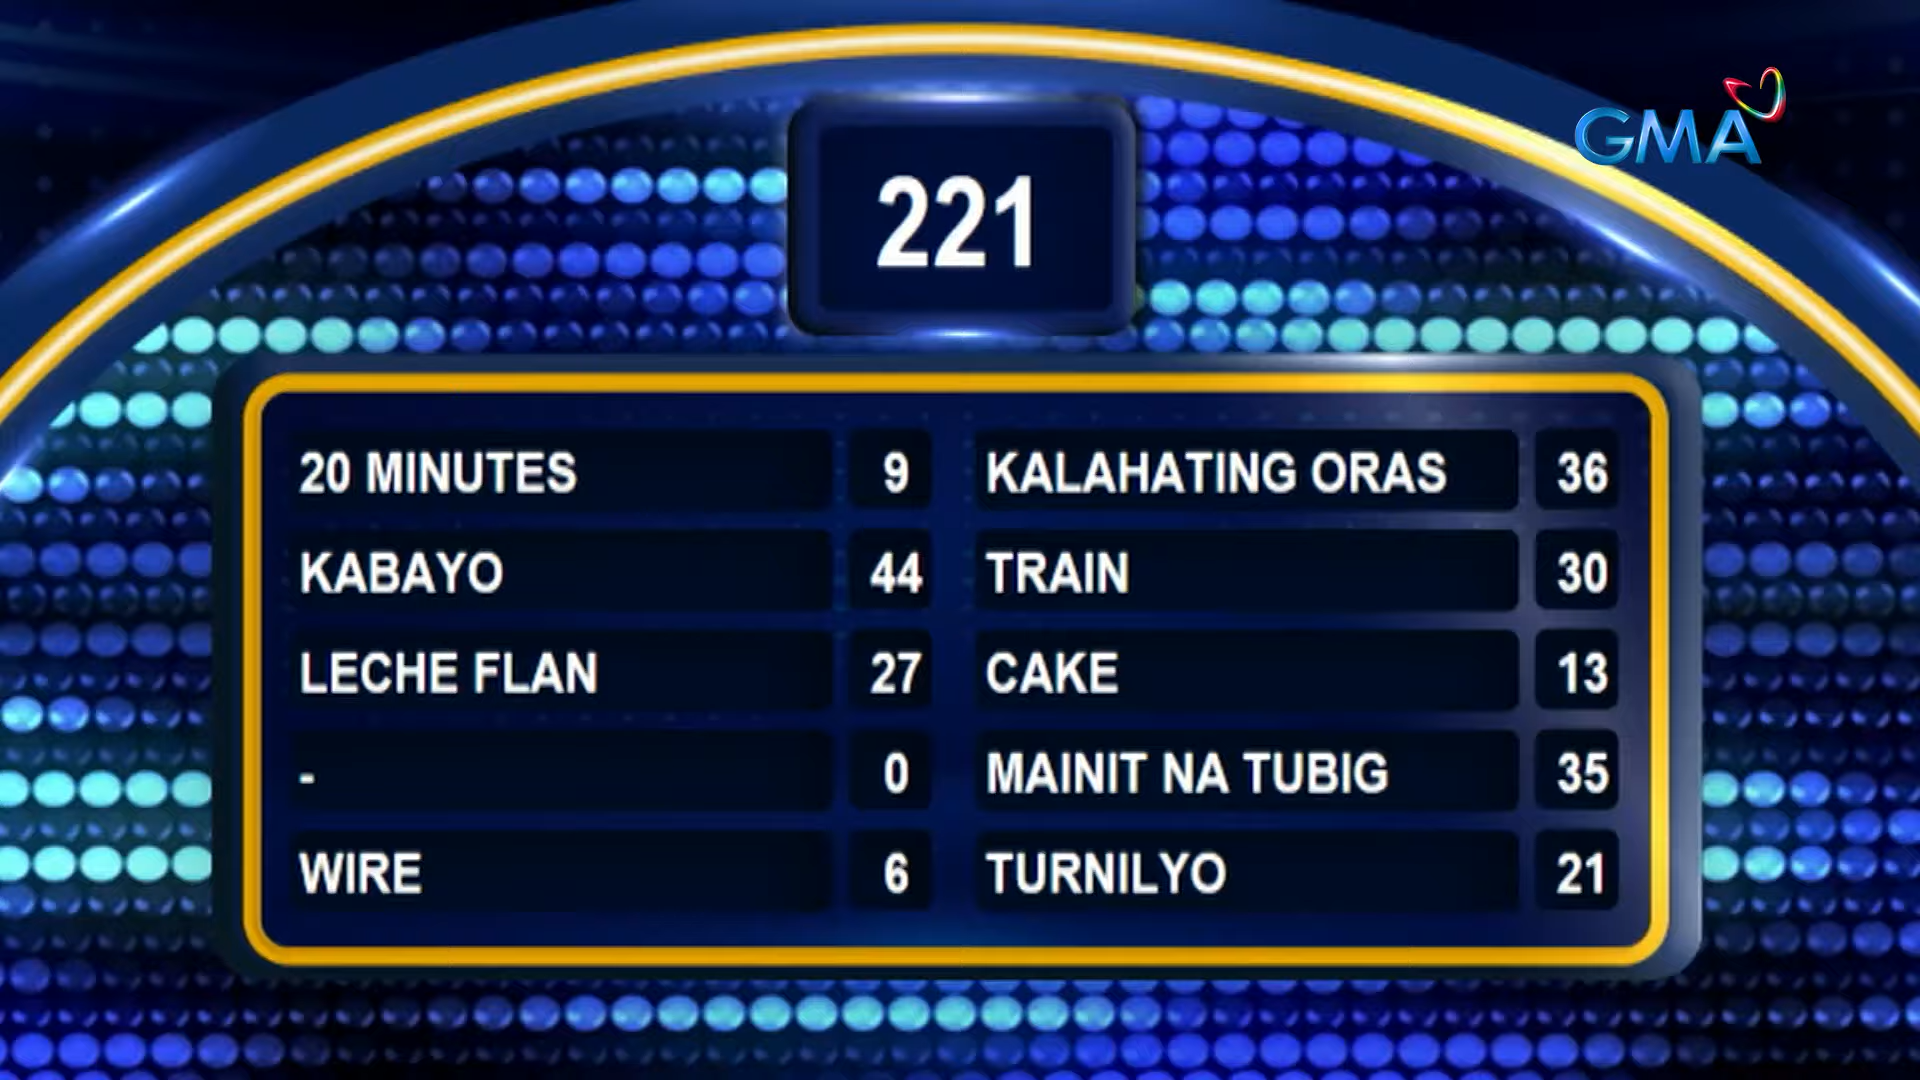 GMA
221
20 MINUTES 9 KALAHATING ORAS 36
KABAYO 44 TRAIN 30
LECHE FLAN 27 CAKE 13
- 0 MAINIT NA TUBIG 35
WIRE 6 TURNILYO 21